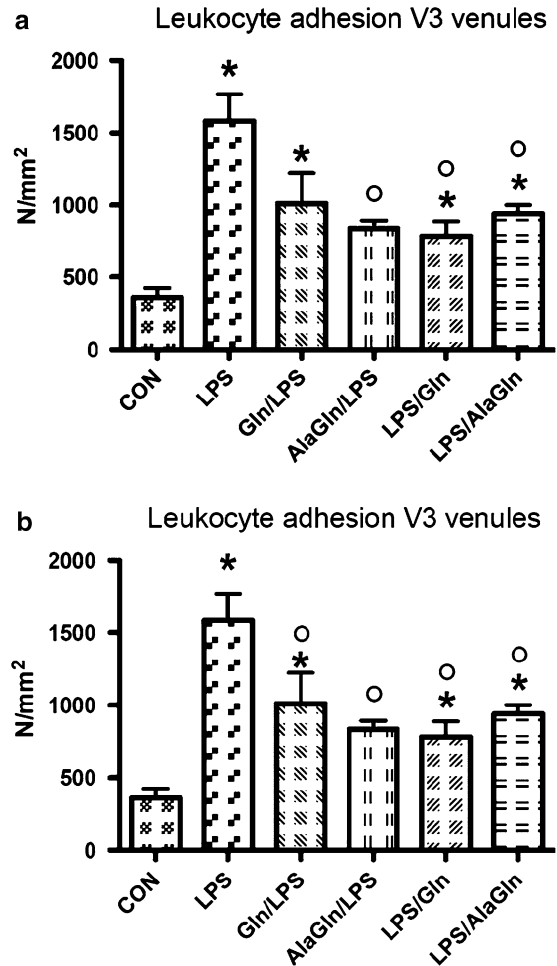 a
Leukocyte adhesion V3 venules
N/mm²
2000
1500
1000
500
0
*
*
○
○
*
○
*
CON
LPS
Gln/LPS
AlaGln/LPS
LPS/Gln
LPS/AlaGln
b
Leukocyte adhesion V3 venules
N/mm²
2000
1500
1000
500
0
*
○
*
○
○
*
○
*
CON
LPS
Gln/LPS
AlaGln/LPS
LPS/Gln
LPS/AlaGln